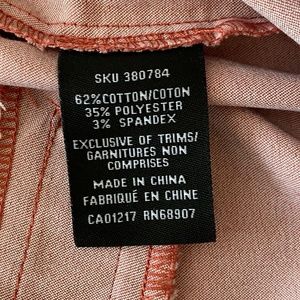 SKU 380784
62%COTTON/COTON
35% POLYESTER
3% SPANDEX
EXCLUSIVE OF TRIMS/
GARNITURES NON
COMPRISES
MADE IN CHINA
FABRIQUÉ EN CHINE
CA01217 RN68907